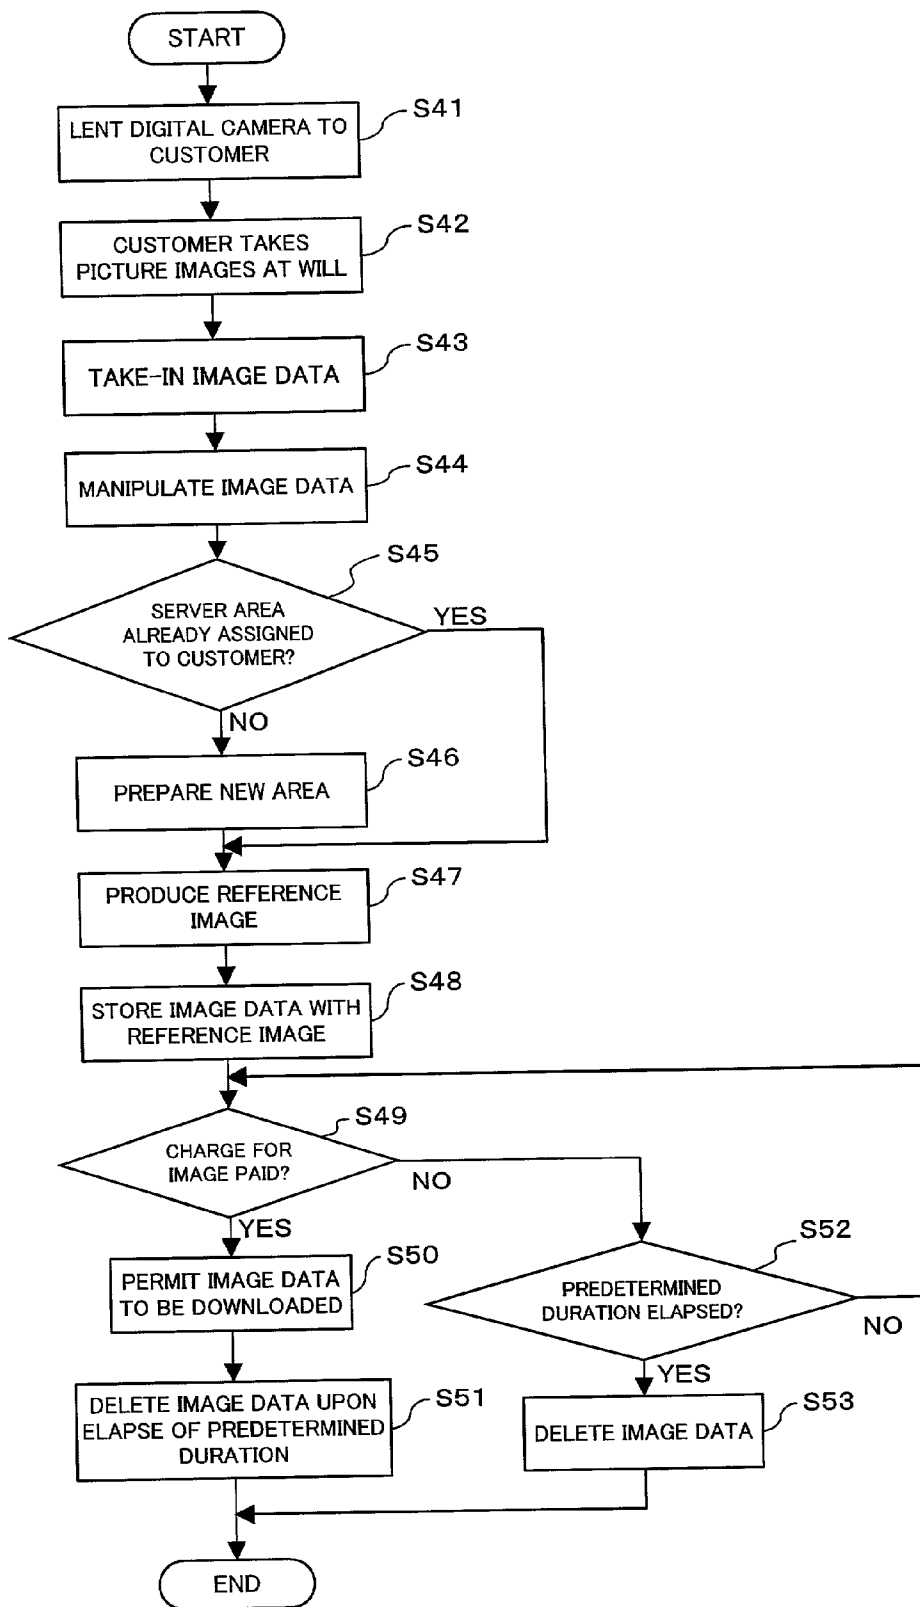 START
S41
LENT DIGITAL CAMERA TO
CUSTOMER
S42
CUSTOMER TAKES
PICTURE IMAGES AT WILL
S43
TAKE-IN IMAGE DATA
S44
MANIPULATE IMAGE DATA
S45
SERVER AREA
ALREADY ASSIGNED
TO CUSTOMER?
YES
NO
S46
PREPARE NEW AREA
S47
PRODUCE REFERENCE
IMAGE
S48
STORE IMAGE DATA WITH
REFERENCE IMAGE
S49
CHARGE FOR
IMAGE PAID?
NO
YES
S50
PERMIT IMAGE DATA
TO BE DOWNLOADED
S52
PREDETERMINED
DURATION ELAPSED?
NO
YES
S51
DELETE IMAGE DATA UPON
ELAPSE OF PREDETERMINED
DURATION
S53
DELETE IMAGE DATA
END